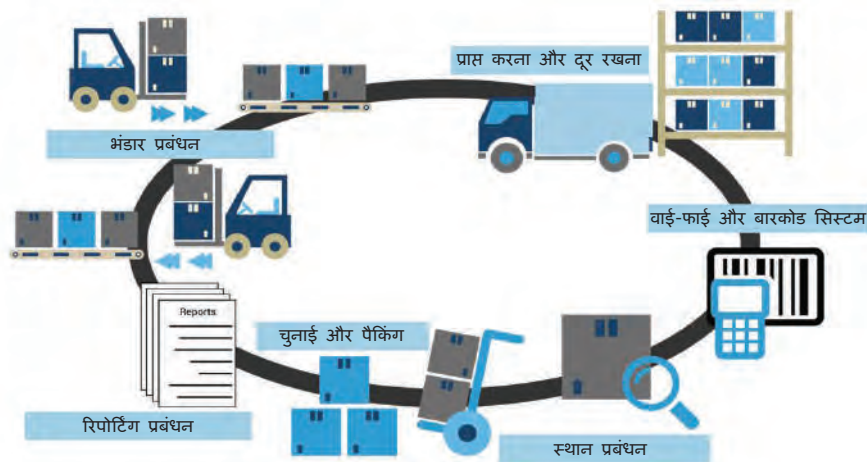 प्राप्त करना और दूर रखना
भंडार प्रबंधन
वाई-फाई और बारकोड सिस्टम
Reports
चुनाई और पैकिंग
रिपोर्टिंग प्रबंधन
स्थान प्रबंधन